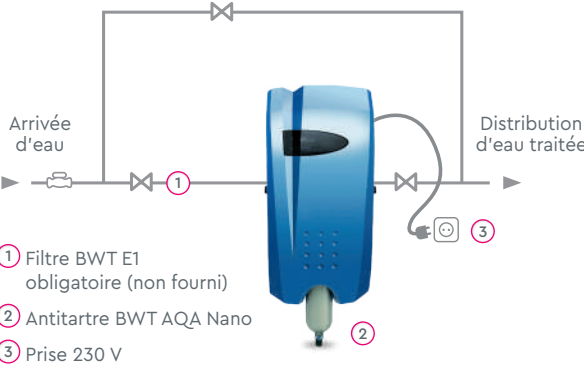 Arrivée
d'eau
Distribution
d'eau traitée
1
3
1 Filtre BWT E1
obligatoire (non fourni)
2 Antitartre BWT AQA Nano
2
3 Prise 230 V